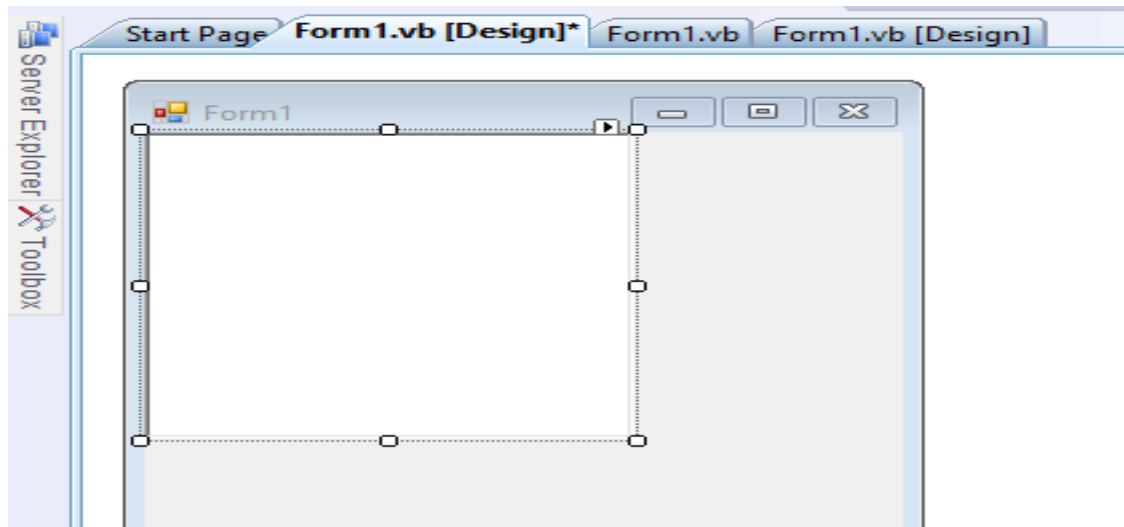 Start Page Form1.vb [Design]* Form1.vb Form1.vb [Design]
Server Explorer
Toolbox
Form1